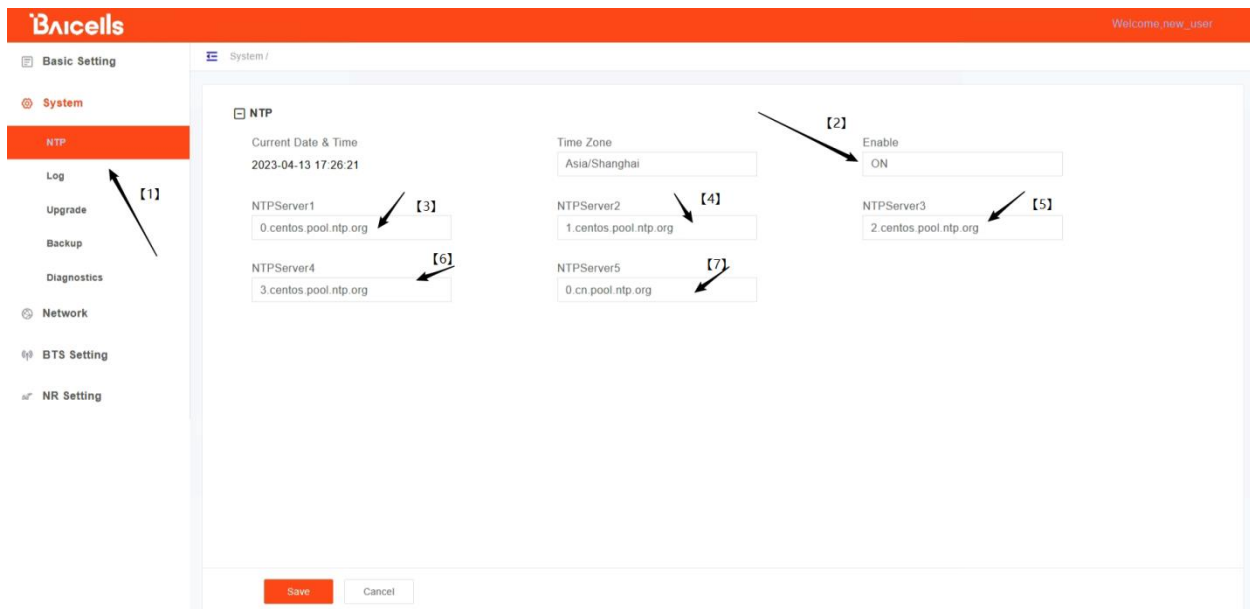 Baicells
Welcome,new_user
Basic Setting
System /
System
NTP
Log
Upgrade
Backup
Diagnostics
Network
BTS Setting
NR Setting
【1】
NTP
【2】
Current Date & Time
Time Zone
Enable
2023-04-13 17:26:21
Asia/Shanghai
ON
NTPServer1
【3】
NTPServer2
【4】
NTPServer3
【5】
0.centos.pool.ntp.org
1.centos.pool.ntp.org
2.centos.pool.ntp.org
NTPServer4
【6】
NTPServer5
【7】
3.centos.pool.ntp.org
0.cn.pool.ntp.org
Save
Cancel